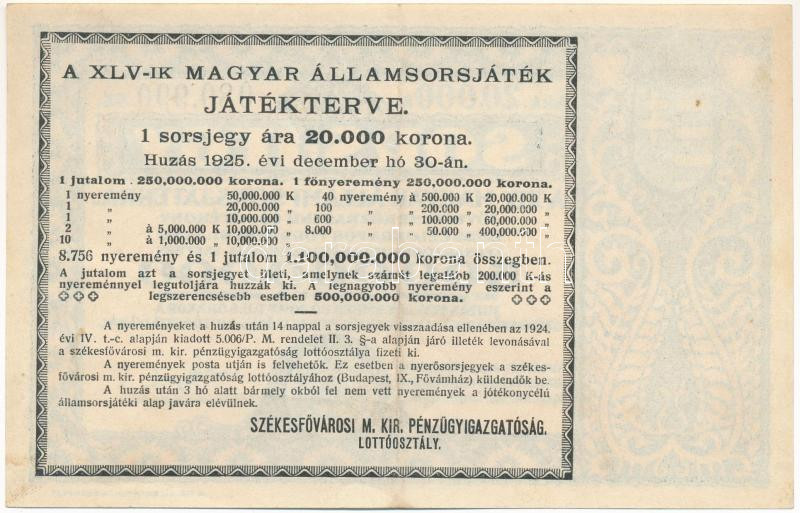 A XLV-IK MAGYAR ÁLLAMSORSJÁTÉK
JÁTÉKTERVE.
1 sorsjegy ára 20.000 korona.
Huzás 1925. évi december hó 30-án.
1 jutalom . 250,000.000 korona. 1 főnyeremény 250,000.000 korona.
1 nyeremény 50,000.000 K 40 nyeremény à 500.000 K 20,000.000 K
1 „ 20,000.000 „ 100 „ „ 200.000 „ 20,000.000 „
1 „ 10,000.000 „ 600 „ „ 100.000 „ 60,000.000 „
2 „ à 5,000.000 K 10,000.000 „ 8.000 „ „ 50.000 „ 400,000.000 „
10 „ à 1,000.000 „ 10,000.000 „
8.756 nyeremény és 1 jutalom 1.100,000.000 korona összegben.
A jutalom azt a sorsjegyet illeti, amelynek számát legalább 200.000 K-ás
nyereménnyel legutoljára huzzák ki. A legnagyobb nyeremény eszerint a
legszerencsésebb esetben 500,000.000 korona.
A nyereményeket a huzás után 14 nappal a sorsjegyek visszaadása ellenében az 1924.
évi IV. t.-c. alapján kiadott 5.006/P. M. rendelet II. 3. §-a alapján járó illeték levonásával
a székesfővárosi m. kir. pénzügyigazgatóság lottóosztálya fizeti ki.
A nyeremények posta utján is felvehetők. Ez esetben a nyerősorsjegyek a székes-
fővárosi m. kir. pénzügyigazgatóság lottóosztályához (Budapest, IX., Fővámház) küldendők be.
A huzás után 3 hó alatt bármely okból fel nem vett nyeremények a jótékonycélú
államsorsjátéki alap javára elévülnek.
SZÉKESFŐVÁROSI M. KIR. PÉNZÜGYIGAZGATÓSÁG.
LOTTÓOSZTÁLY.